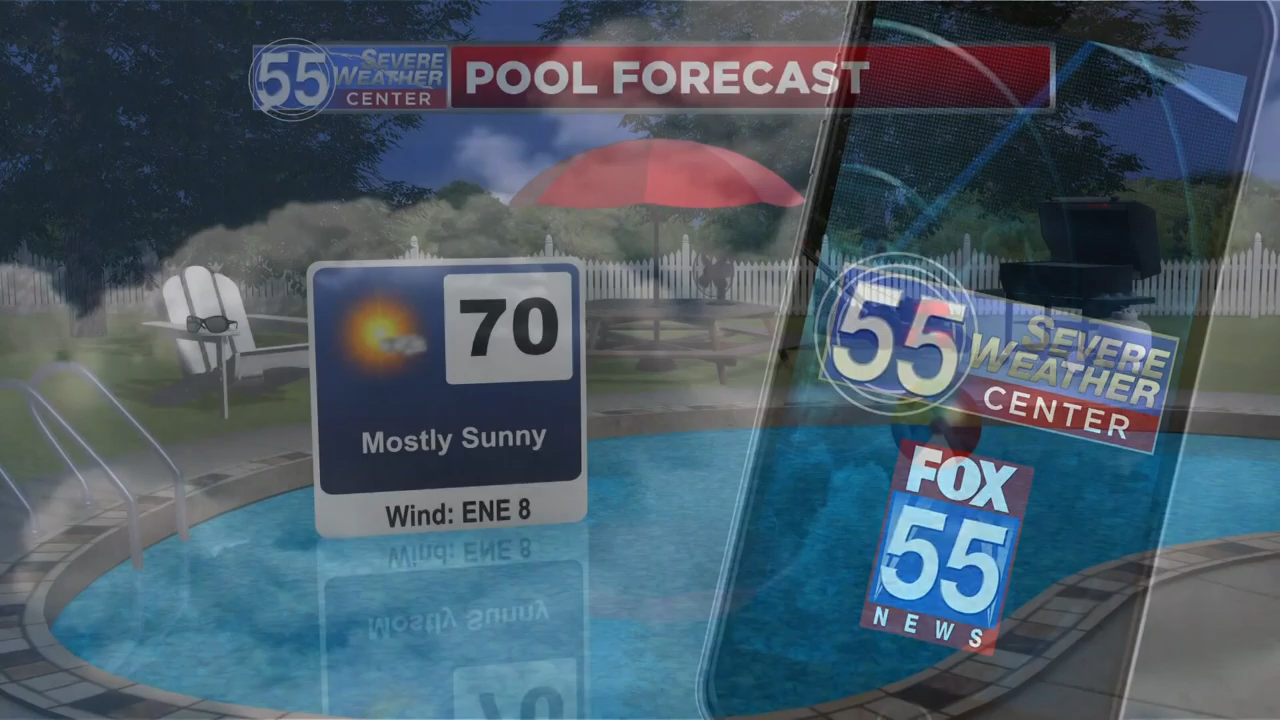 55 SEVERE
WEATHER
CENTER
POOL FORECAST
70
Mostly Sunny
Wind: ENE 8
Wind: ENE 8
Mostly Sunny
70
55 SEVERE
WEATHER
CENTER
FOX
55
NEWS